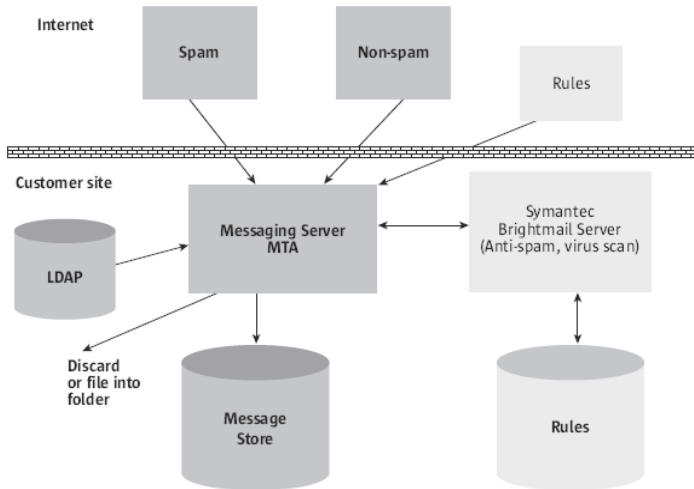 Internet
Spam
Non-spam
Rules
Customer site
Messaging Server
MTA
Symantec
Brightmail Server
(Anti-spam, virus scan)
LDAP
Discard
or file into
folder
Message
Store
Rules